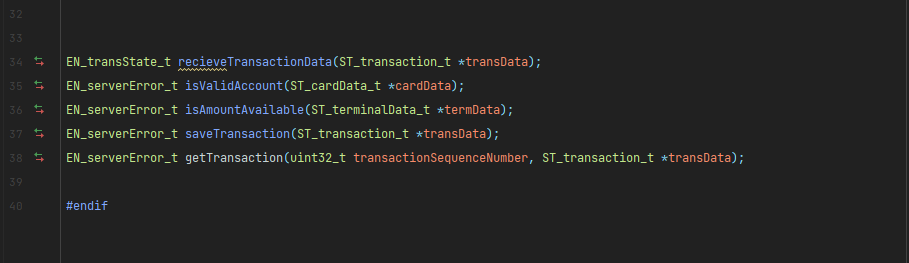 32
33
34 EN_transState_t recieveTransactionData(ST_transaction_t *transData);
35 EN_serverError_t isValidAccount(ST_cardData_t *cardData);
36 EN_serverError_t isAmountAvailable(ST_terminalData_t *termData);
37 EN_serverError_t saveTransaction(ST_transaction_t *transData);
38 EN_serverError_t getTransaction(uint32_t transactionSequenceNumber, ST_transaction_t *transData);
39
40 #endif